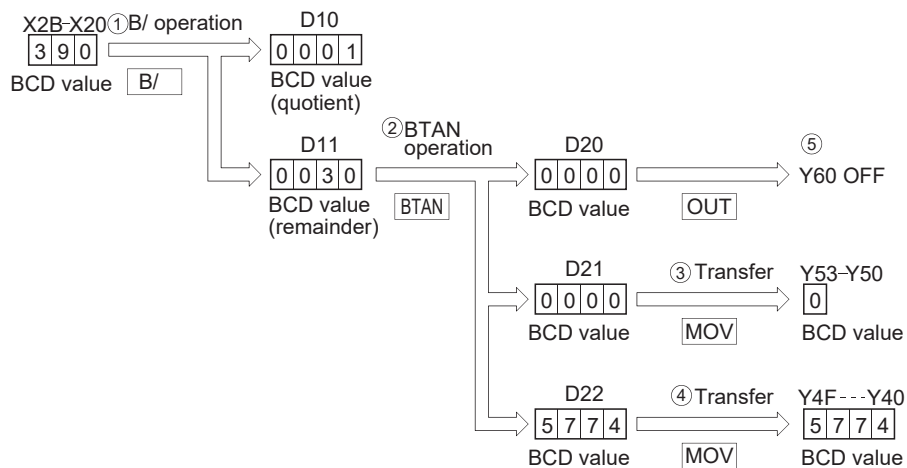 X2B-X20 ①B/ operation
D10
3 9 0
0 0 0 1
BCD value
B/
BCD value
(quotient)
D11
②BTAN
operation
D20
⑤
0 0 3 0
0 0 0 0
Y60 OFF
BCD value
(remainder)
BTAN
BCD value
OUT
D21
③ Transfer
Y53-Y50
0 0 0 0
0
BCD value
MOV
BCD value
D22
④ Transfer
Y4F---Y40
5 7 7 4
5 7 7 4
BCD value
MOV
BCD value